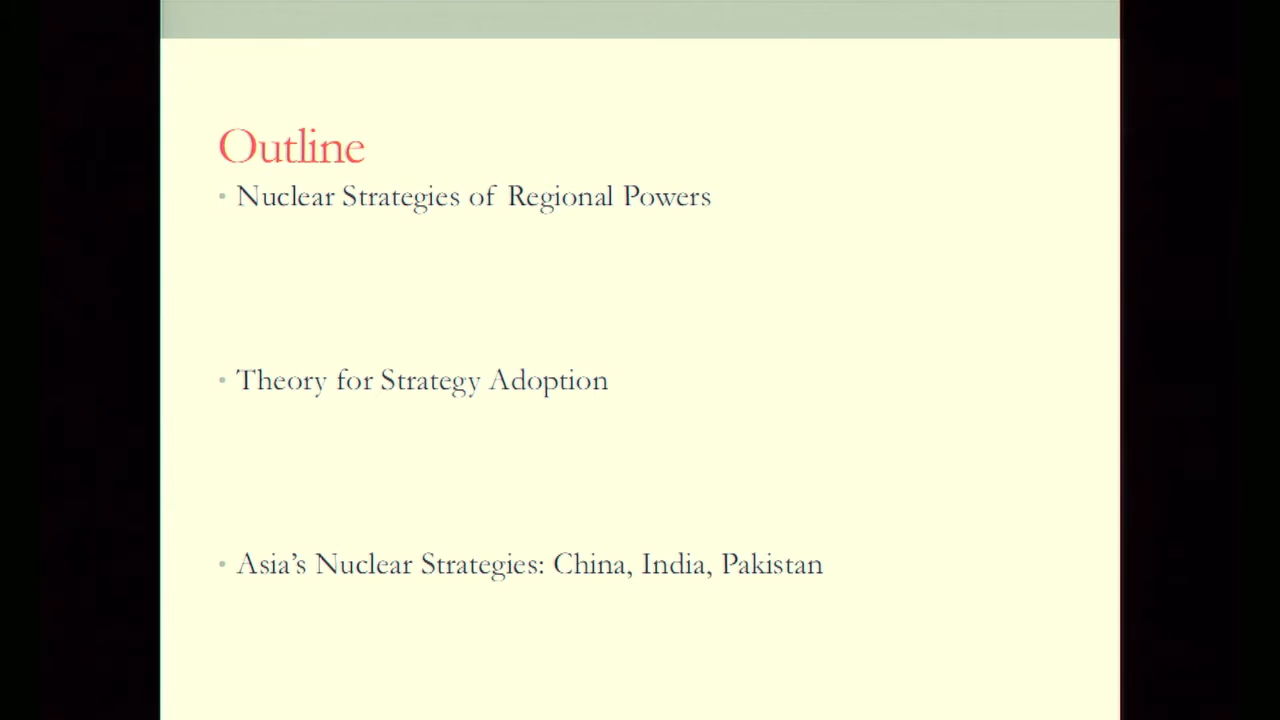 Outline
• Nuclear Strategies of Regional Powers
• Theory for Strategy Adoption
• Asia's Nuclear Strategies: China, India, Pakistan